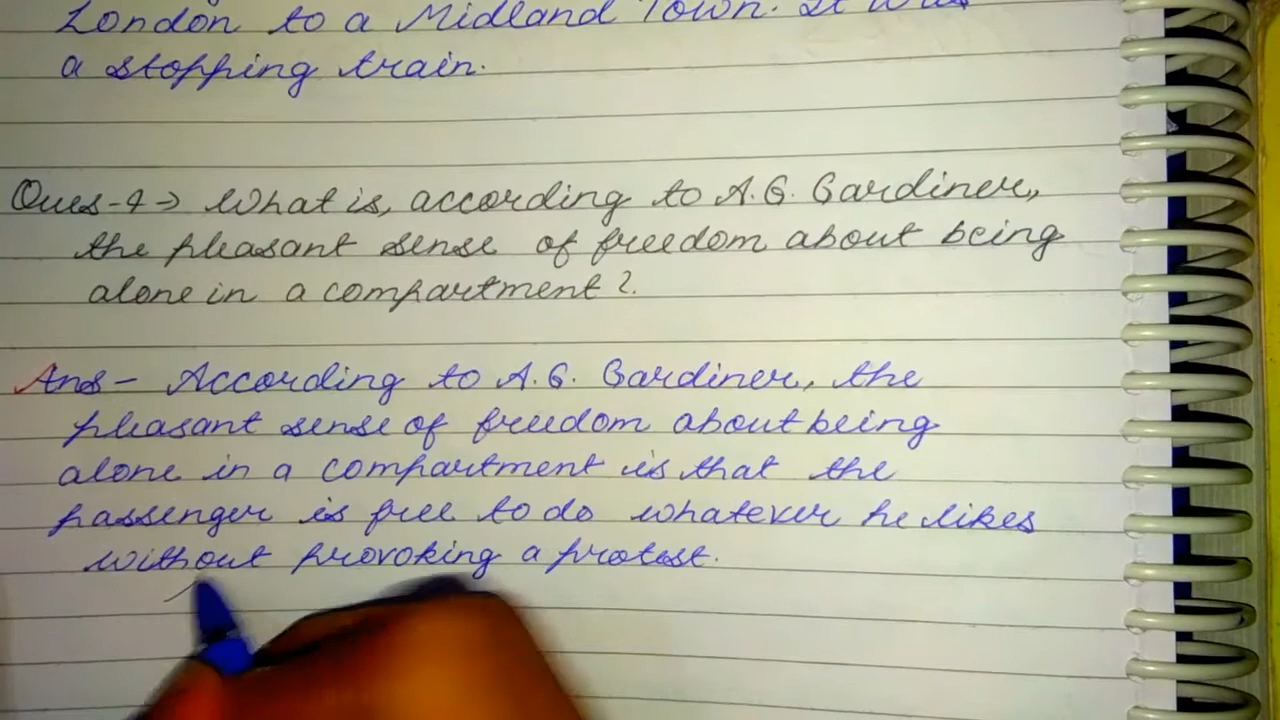 London to a Midland Town. It was
a stopping train.
Ques-4→ What is, according to A.G. Gardiner,
the pleasant sense of freedom about being
alone in a compartment?
Ans- According to A.G. Gardiner, the
pleasant sense of freedom about being
alone in a compartment is that the
passenger is free to do whatever he likes
without provoking a protest.